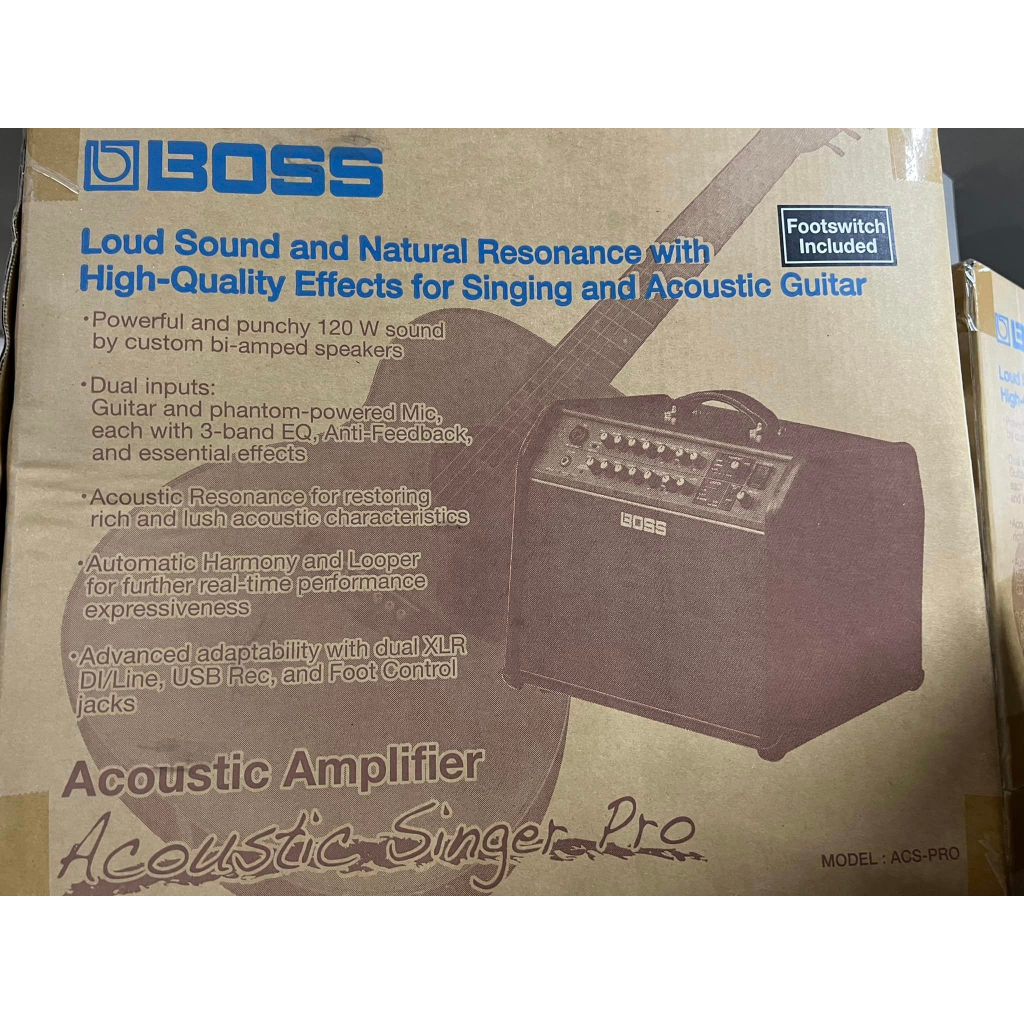 BOSS
Footswitch
Included
Loud Sound and Natural Resonance with
High-Quality Effects for Singing and Acoustic Guitar
•Powerful and punchy 120 W sound
by custom bi-amped speakers
•Dual inputs:
Guitar and phantom-powered Mic,
each with 3-band EQ, Anti-Feedback,
and essential effects
•Acoustic Resonance for restoring
rich and lush acoustic characteristics
•Automatic Harmony and Looper
for further real-time performance
expressiveness
•Advanced adaptability with dual XLR
DI/Line, USB Rec, and Foot Control
jacks
BOSS
Acoustic Amplifier
Acoustic Singer Pro
MODEL : ACS-PRO
Loud
High-